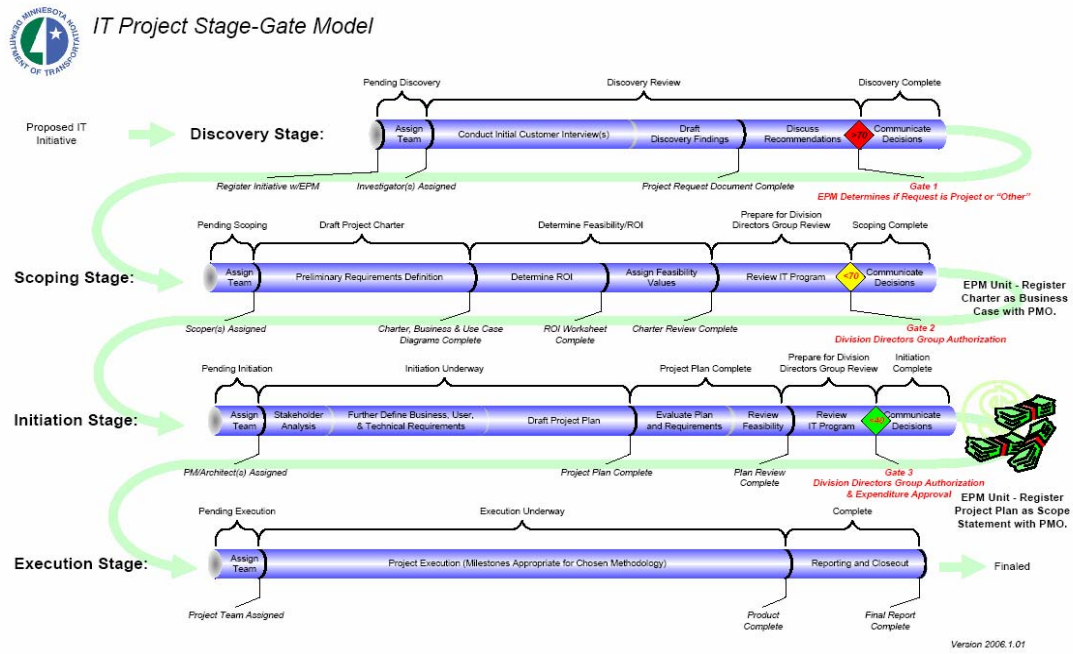 MINNESOTA
DEPARTMENT OF TRANSPORTATION
IT Project Stage-Gate Model
Pending Discovery
Discovery Review
Discovery Complete
Proposed IT
Initiative
Discovery Stage:
Assign
Team
Conduct Initial Customer Interview(s)
Draft
Discovery Findings
Discuss
Recommendations
>70
Communicate
Decisions
Register Initiative w/EPM
Investigator(s) Assigned
Project Request Document Complete
Gate 1
EPM Determines if Request is Project or “Other”
Pending Scoping
Draft Project Charter
Determine Feasibility/ROI
Prepare for Division
Directors Group Review
Scoping Complete
Scoping Stage:
Assign
Team
Preliminary Requirements Definition
Determine ROI
Assign Feasibility
Values
Review IT Program
<70
Communicate
Decisions
EPM Unit - Register
Charter as Business
Case with PMO.
Scoper(s) Assigned
Charter, Business & Use Case
Diagrams Complete
ROI Worksheet
Complete
Charter Review Complete
Gate 2
Division Directors Group Authorization
Pending Initiation
Initiation Underway
Project Plan Complete
Prepare for Division
Directors Group Review
Initiation
Complete
Initiation Stage:
Assign
Team
Stakeholder
Analysis
Further Define Business, User,
& Technical Requirements
Draft Project Plan
Evaluate Plan
and Requirements
Review
Feasibility
Review
IT Program
Communicate
Decisions
PM/Architect(s) Assigned
Project Plan Complete
Plan Review
Complete
Gate 3
Division Directors Group Authorization
& Expenditure Approval
EPM Unit - Register
Project Plan as Scope
Statement with PMO.
Pending Execution
Execution Underway
Complete
Execution Stage:
Assign
Team
Project Execution (Milestones Appropriate for Chosen Methodology)
Reporting and Closeout
Finaled
Project Team Assigned
Product
Complete
Final Report
Complete
Version 2006.1.01